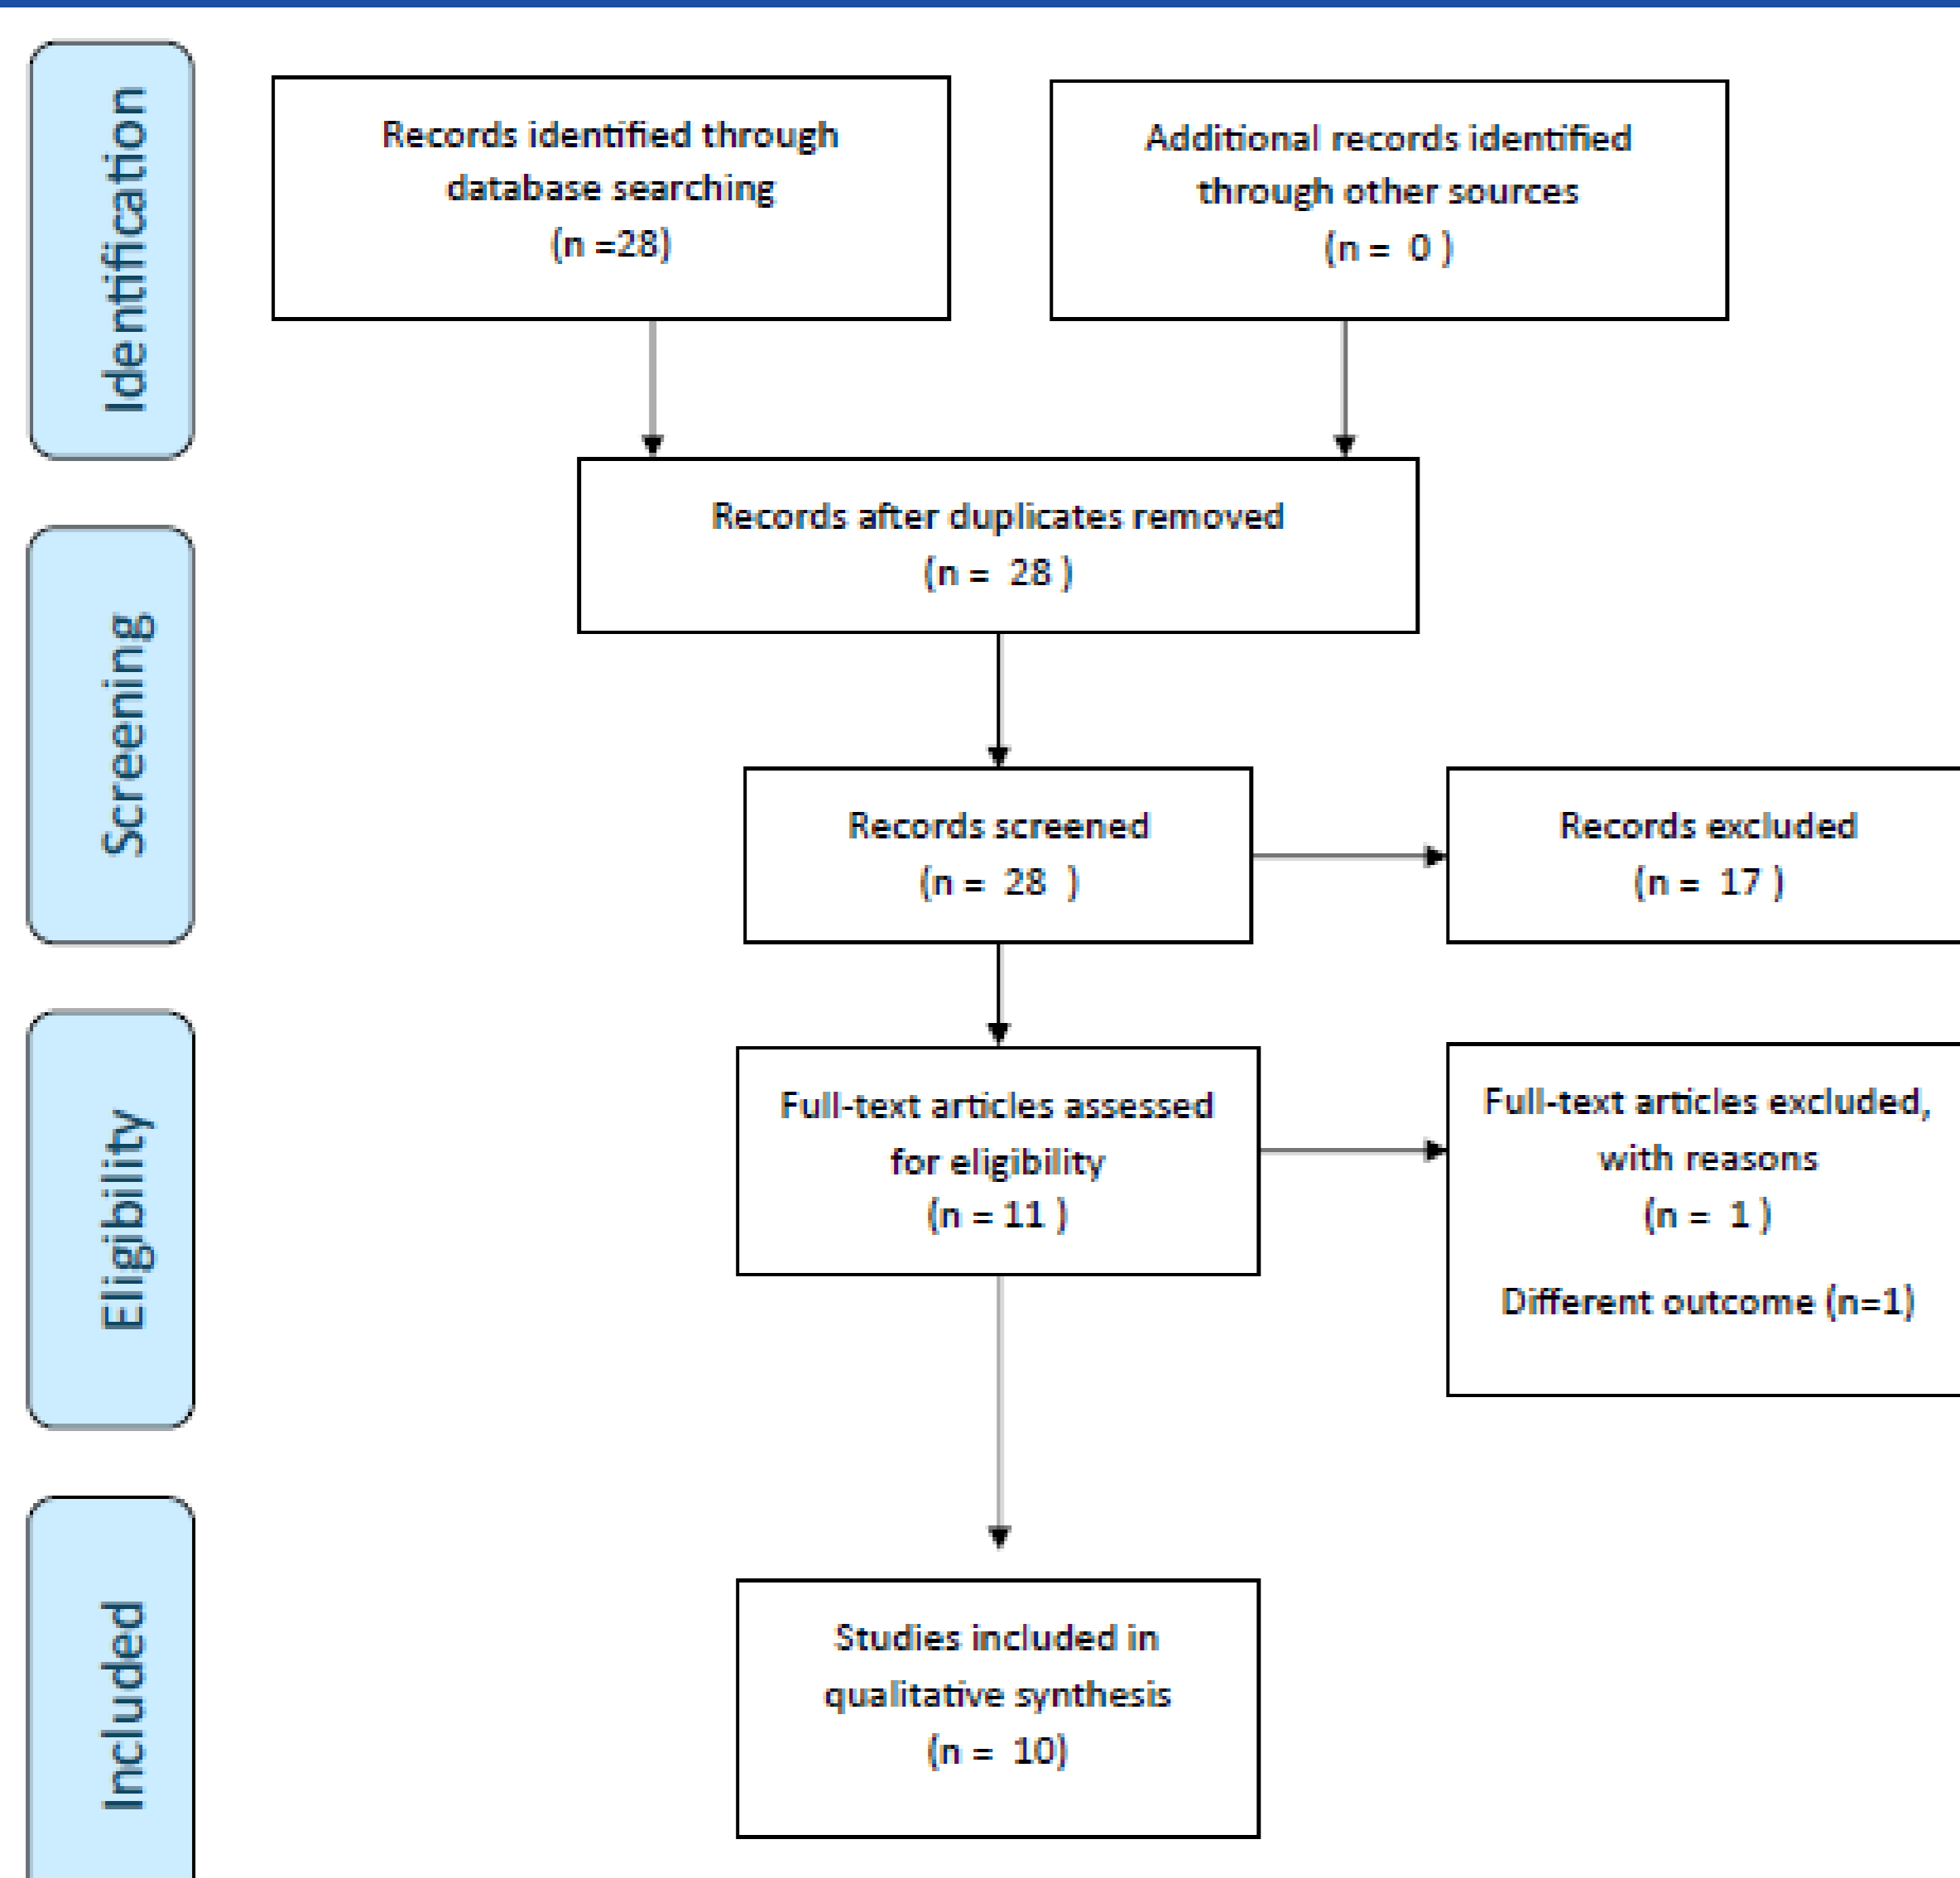 Identification
Records identified through
database searching
(n =28)
Additional records identified
through other sources
(n = 0 )
Records after duplicates removed
(n = 28 )
Screening
Records screened
(n = 28 )
Records excluded
(n = 17 )
Eligibility
Full-text articles assessed
for eligibility
(n = 11 )
Full-text articles excluded,
with reasons
(n = 1 )
Different outcome (n=1)
Included
Studies included in
qualitative synthesis
(n = 10)